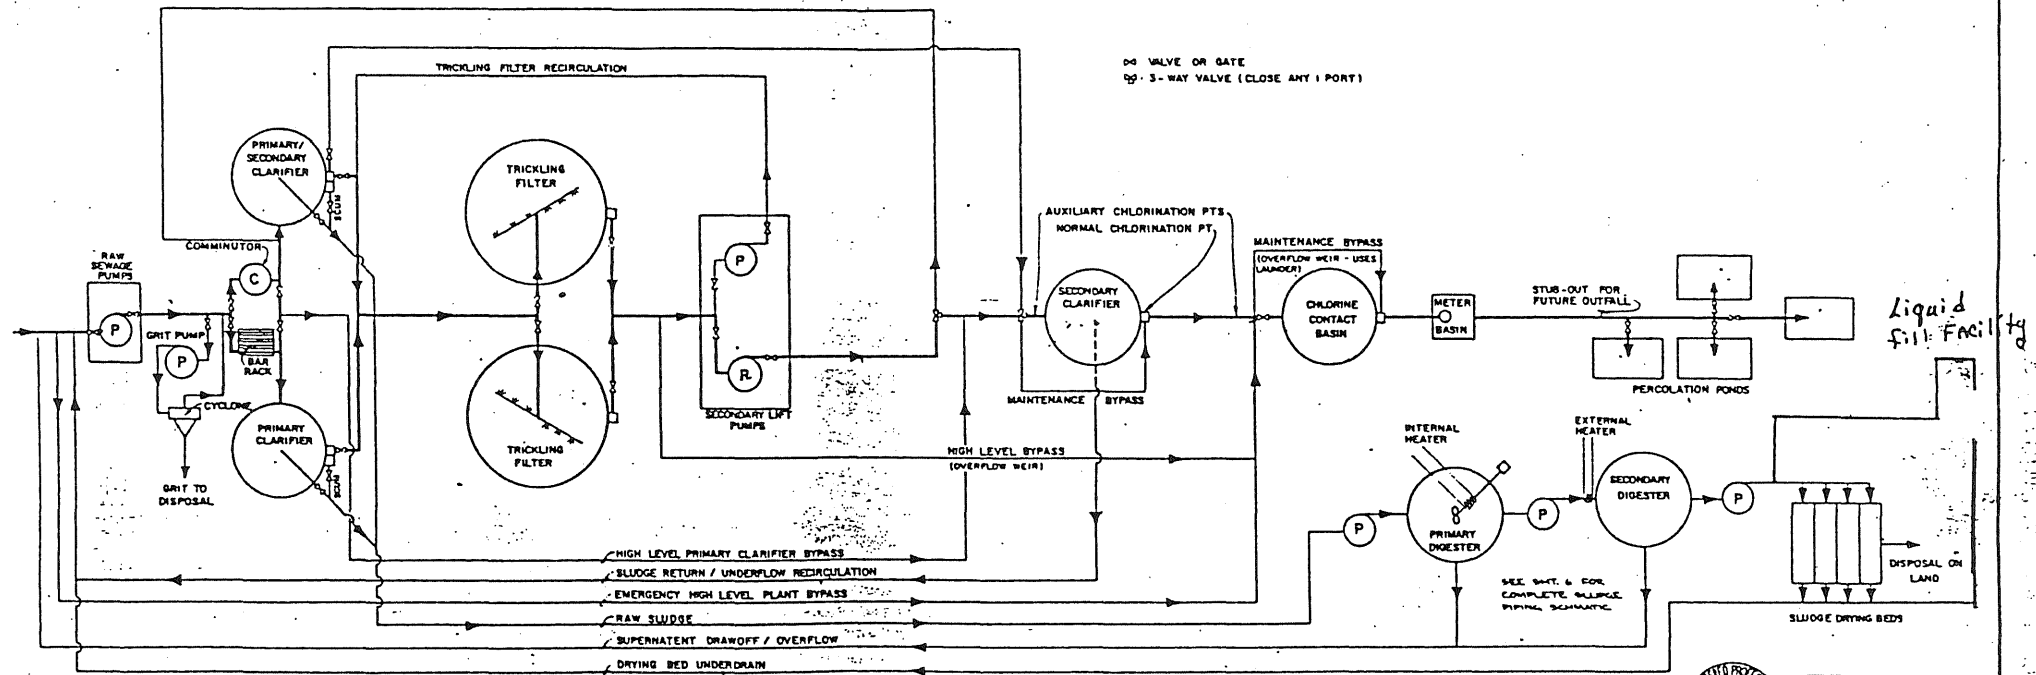 TRICKLING FILTER RECIRCULATION
VALVE OR GATE
3-WAY VALVE (CLOSE ANY 1 PORT)
PRIMARY/
SECONDARY
CLARIFIER
SCUM
TRICKLING
FILTER
COMMINUTOR
C
RAW
SEWAGE
PUMPS
P
GRIT PUMP
P
BAR
RACK
CYCLONE
GRIT TO
DISPOSAL
PRIMARY
CLARIFIER
SCUM
TRICKLING
FILTER
P
R
SECONDARY LIFT
PUMPS
AUXILIARY CHLORINATION PTS
NORMAL CHLORINATION PT.
SECONDARY
CLARIFIER
MAINTENANCE BYPASS
MAINTENANCE BYPASS
(OVERFLOW WEIR - USES
LAUNDER)
CHLORINE
CONTACT
BASIN
METER
BASIN
STUB-OUT FOR
FUTURE OUTFALL
PERCOLATION PONDS
Liquid
fill Facility
HIGH LEVEL BYPASS
(OVERFLOW WEIR)
INTERNAL
HEATER
EXTERNAL
HEATER
P
PRIMARY
DIGESTER
P
SECONDARY
DIGESTER
P
SEE SHT. 6 FOR
COMPLETE SLUDGE
PIPING SCHMATIC
DISPOSAL ON
LAND
SLUDGE DRYING BEDS
HIGH LEVEL PRIMARY CLARIFIER BYPASS
SLUDGE RETURN / UNDERFLOW RECIRCULATION
EMERGENCY HIGH LEVEL PLANT BYPASS
RAW SLUDGE
SUPERNATENT DRAWOFF / OVERFLOW
DRYING BED UNDERDRAIN